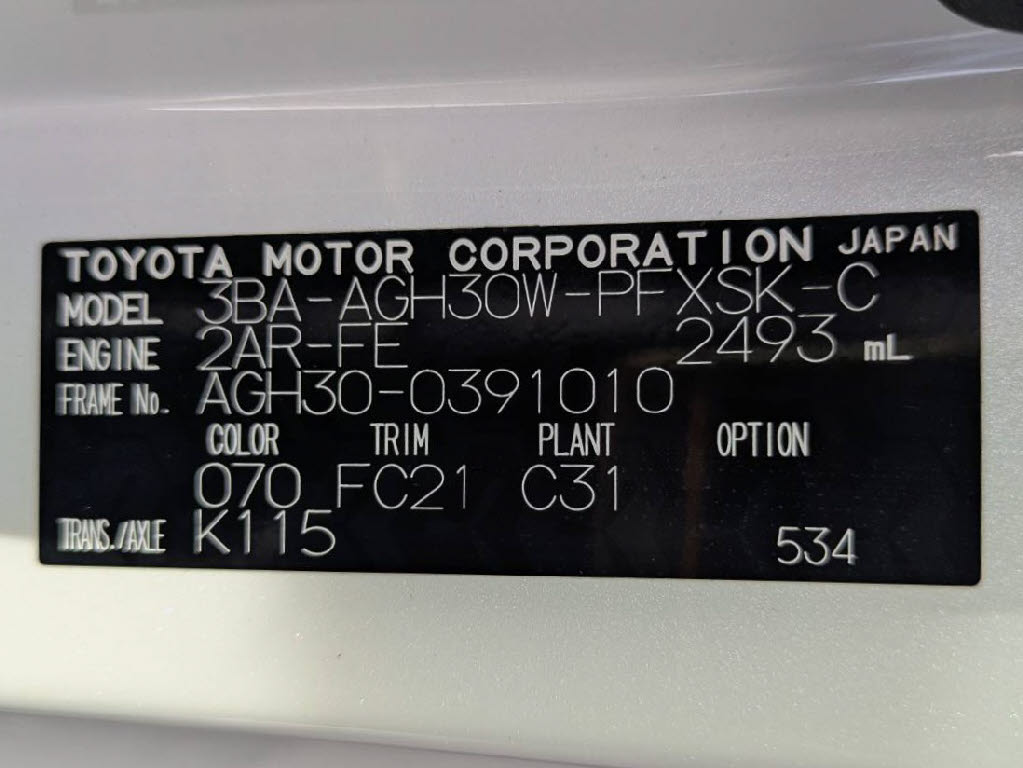 TOYOTA MOTOR CORPORATION JAPAN
MODEL 3BA-AGH30W-PFXSK-C
ENGINE 2AR-FE 2493 mL
FRAME No. AGH30-0391010
COLOR TRIM PLANT OPTION
070 FC21 C31
TRANS./AXLE K115 534